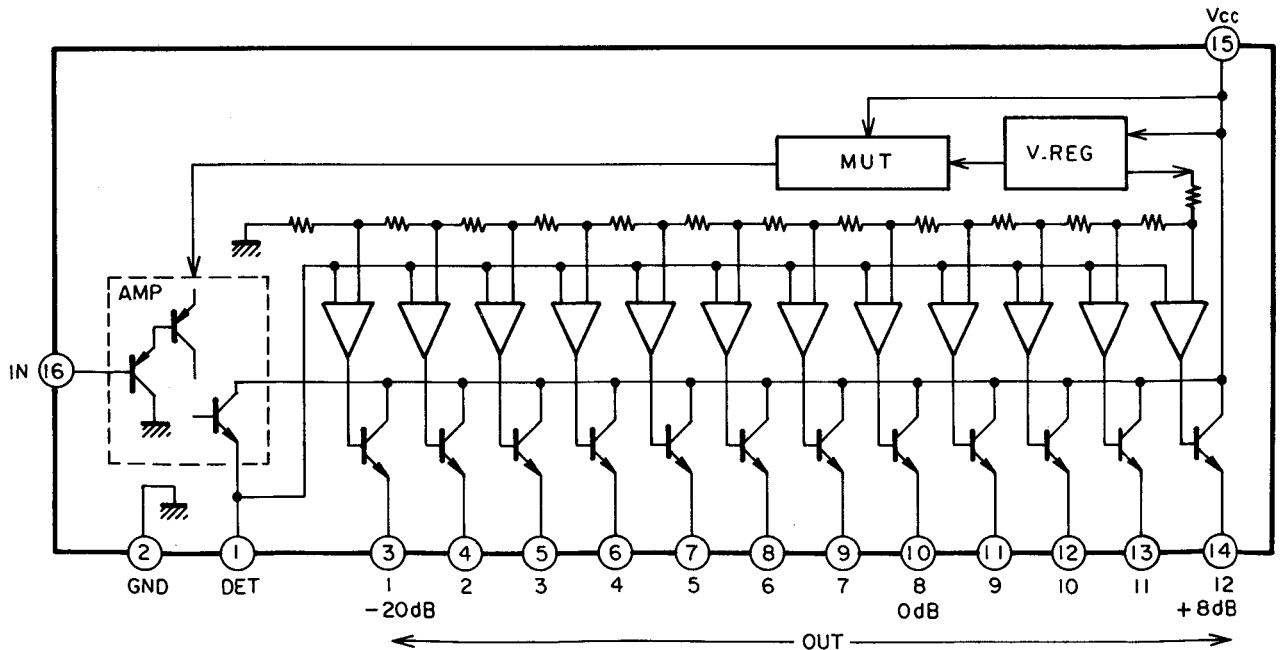 Vcc
15
MUT
V.REG
AMP
IN 16
2 1 3 4 5 6 7 8 9 10 11 12 13 14
GND DET 1 2 3 4 5 6 7 8 9 10 11 12
-20dB 0dB +8dB
OUT